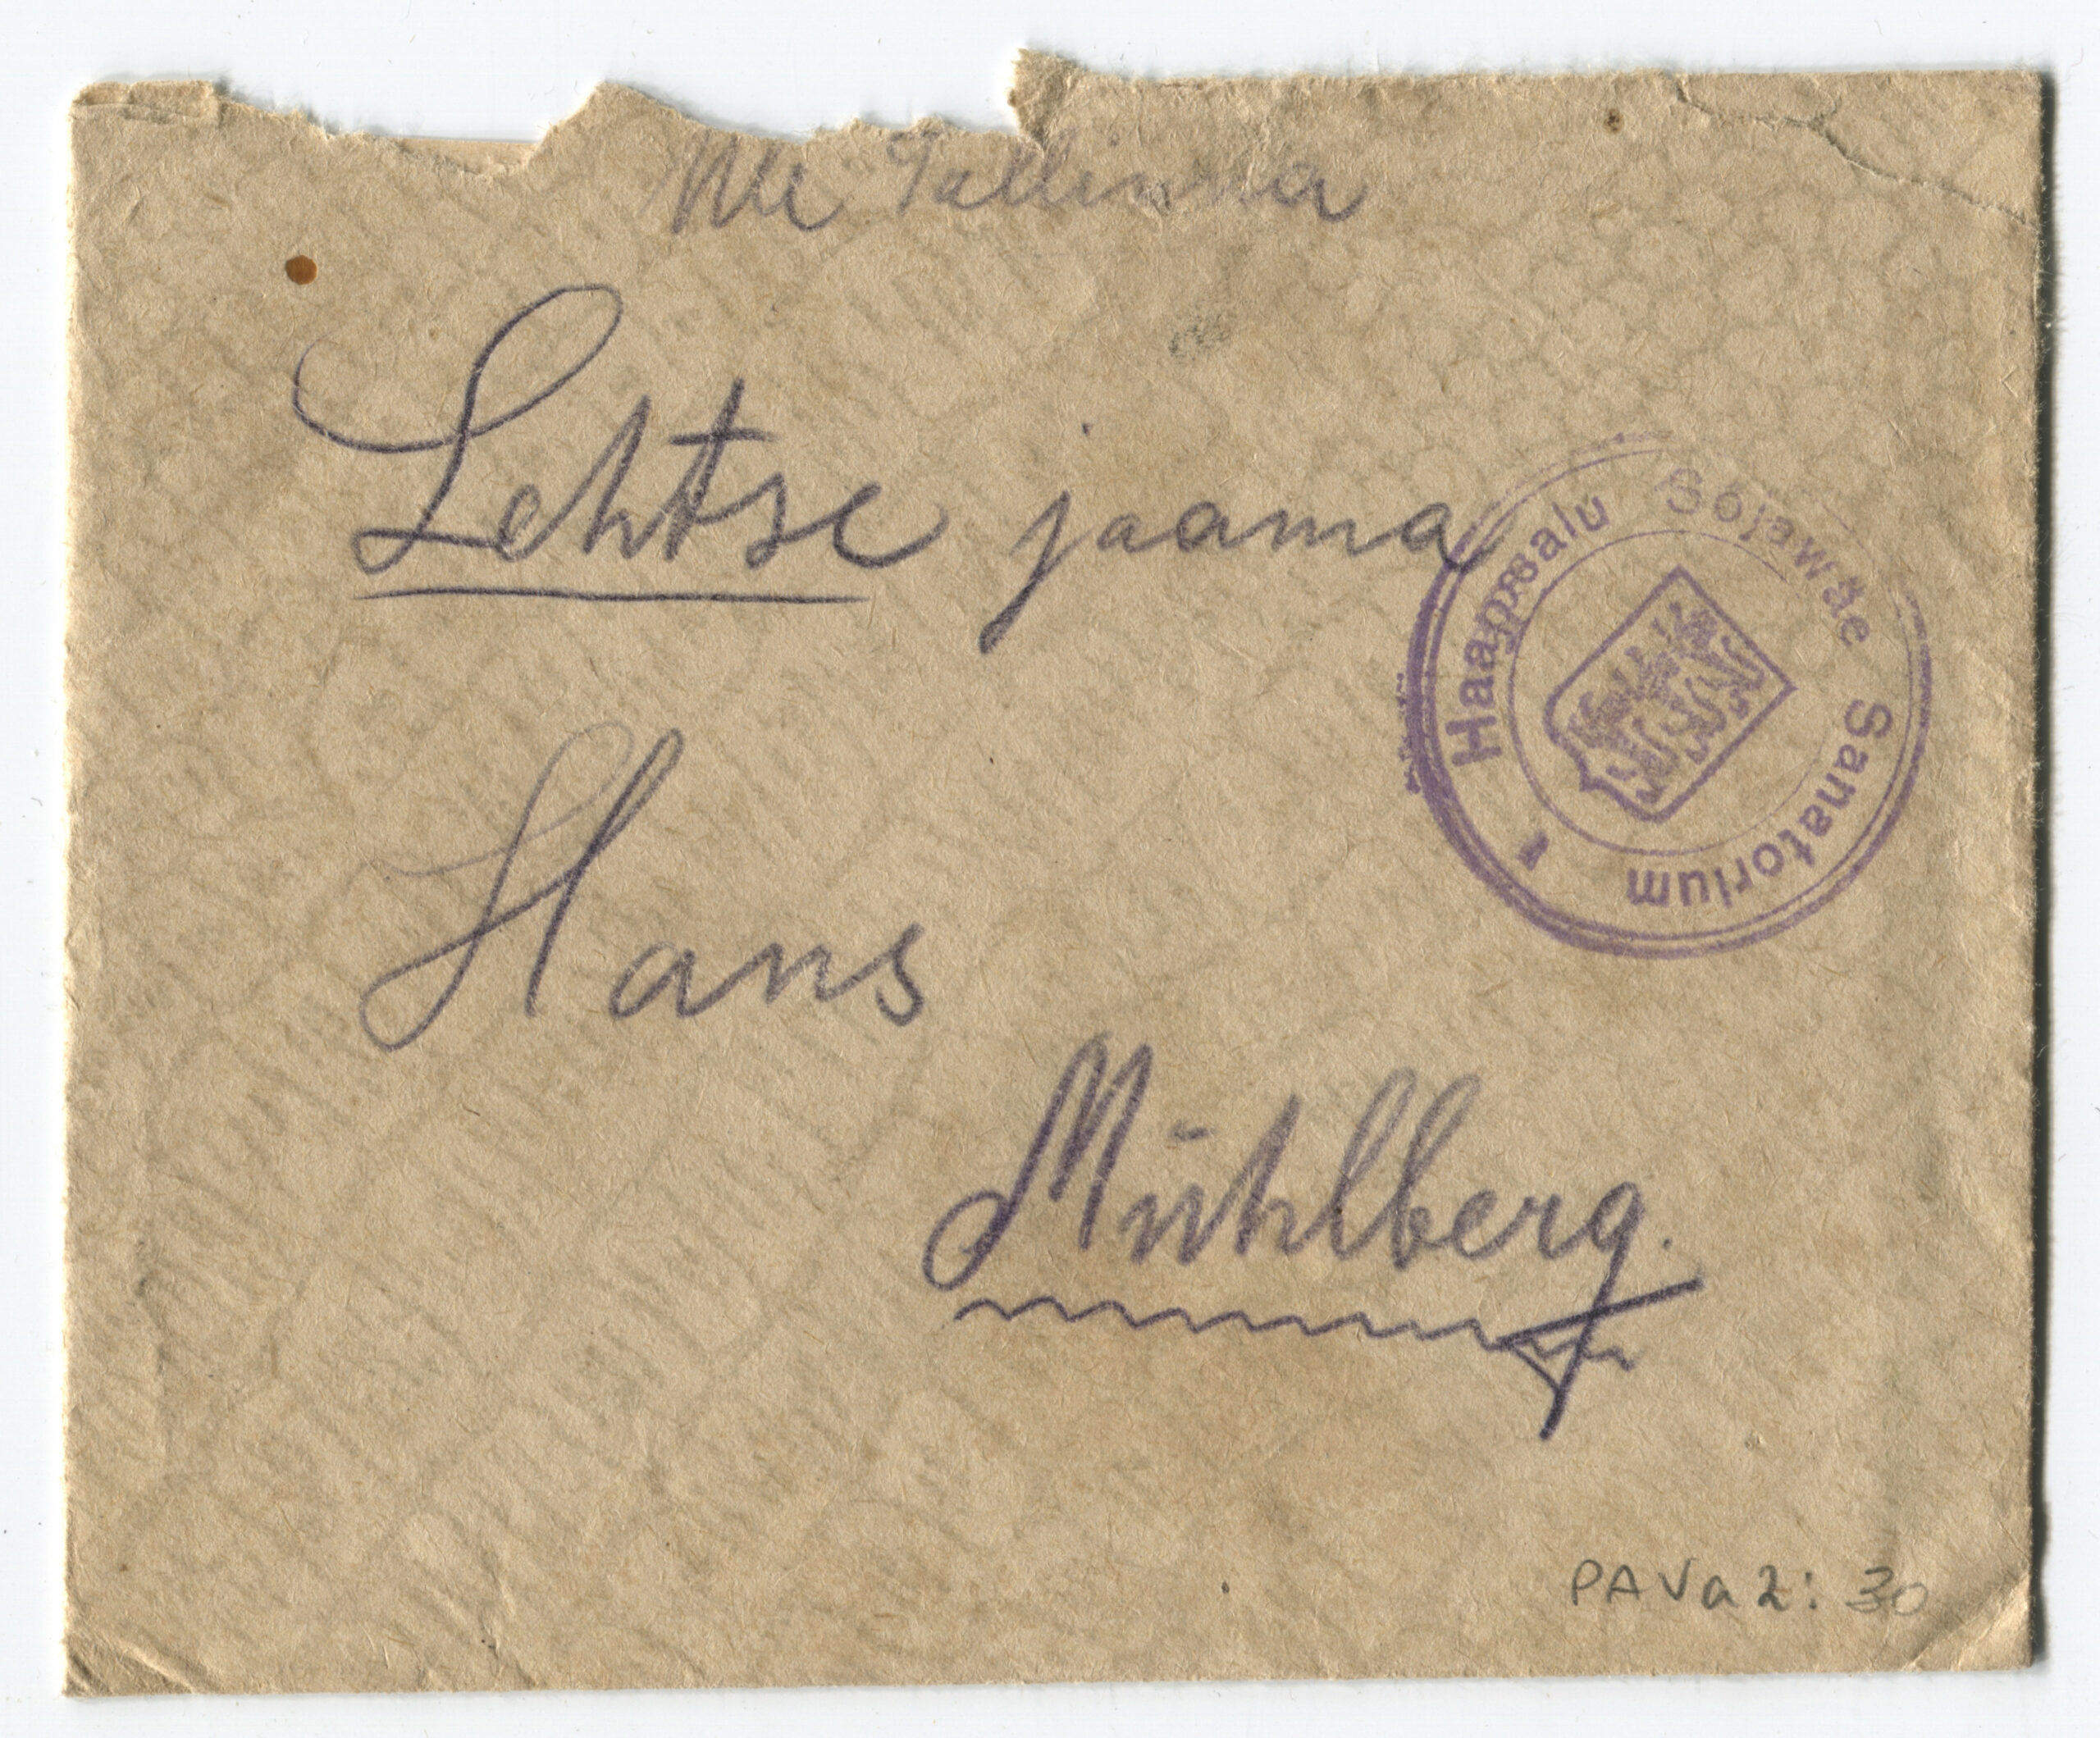 Üle Tallinna
Lehtse jaama
Haapsalu Sõjawäe Sanatorium
Hans
Mühlberg.
PAVa2: 30